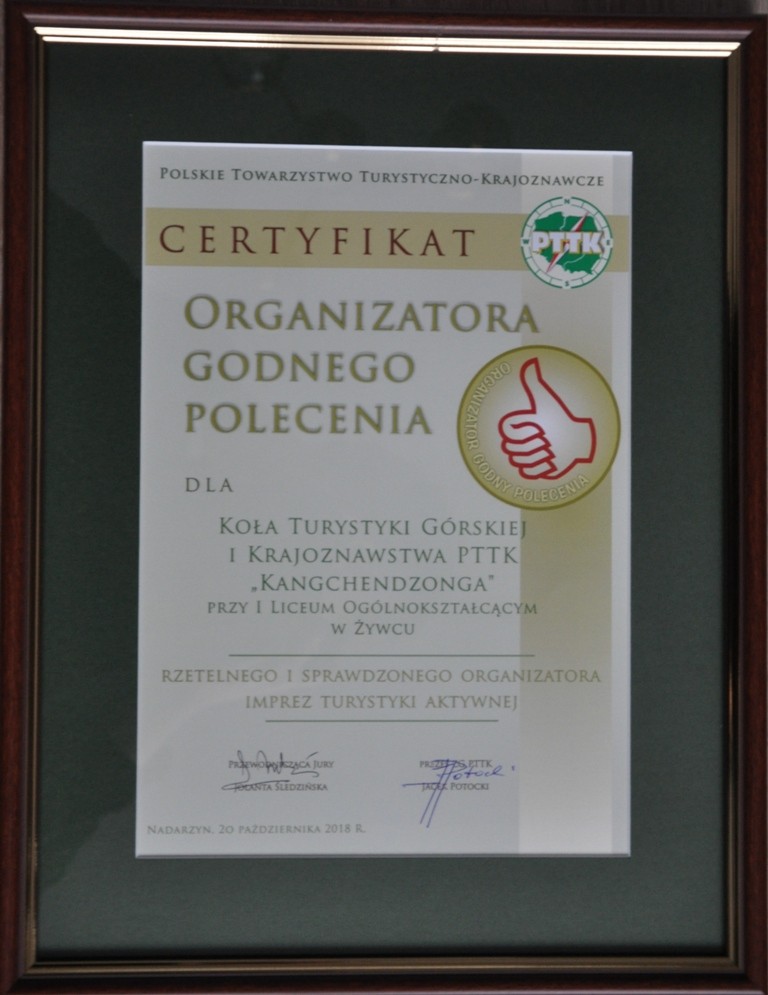 Polskie Towarzystwo Turystyczno-Krajoznawcze
CERTYFIKAT
PTTK
N
S
Organizatora
godnego
polecenia
ORGANIZATOR GODNY POLECENIA
dla
Koła Turystyki Górskiej
i Krajoznawstwa PTTK
„Kangchendzonga"
przy I Liceum Ogólnokształcącym
w Żywcu
rzetelnego i sprawdzonego organizatora
imprez turystyki aktywnej
Przewodnicząca Jury
Jolanta Śledzińska
Prezes ZG PTTK
Jacek Potocki
Nadarzyn, 20 października 2018 r.